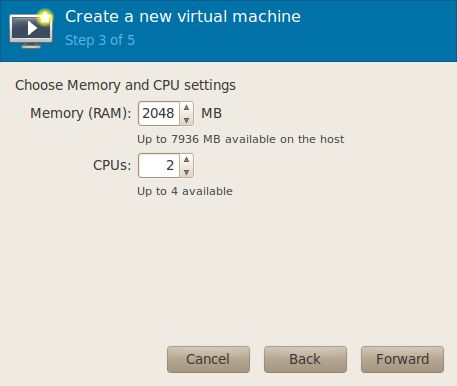 Create a new virtual machine
Step 3 of 5
Choose Memory and CPU settings
Memory (RAM): 2048 MB
Up to 7936 MB available on the host
CPUs: 2
Up to 4 available
Cancel Back Forward